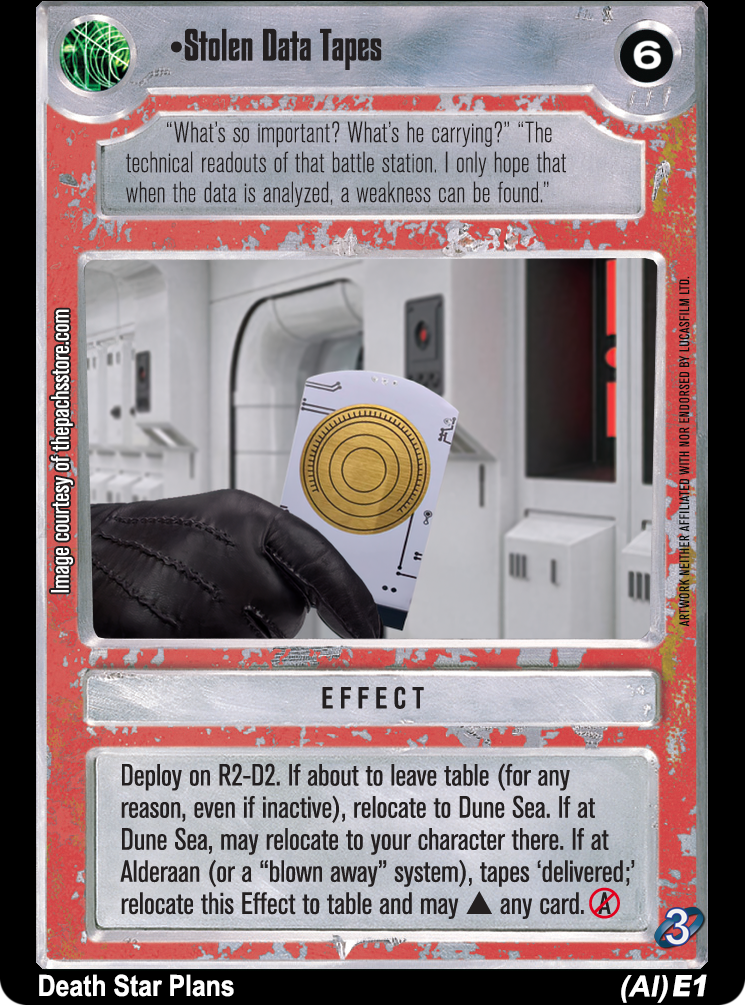 •Stolen Data Tapes
6
“What’s so important? What’s he carrying?” “The
technical readouts of that battle station. I only hope that
when the data is analyzed, a weakness can be found.”
Image courtesy of thepachsstore.com
ARTWORK NEITHER AFFILIATED WITH NOR ENDORSED BY LUCASFILM LTD.
EFFECT
Deploy on R2-D2. If about to leave table (for any
reason, even if inactive), relocate to Dune Sea. If at
Dune Sea, may relocate to your character there. If at
Alderaan (or a “blown away” system), tapes ‘delivered;’
relocate this Effect to table and may ▲ any card. A
3
Death Star Plans
(AI) E1